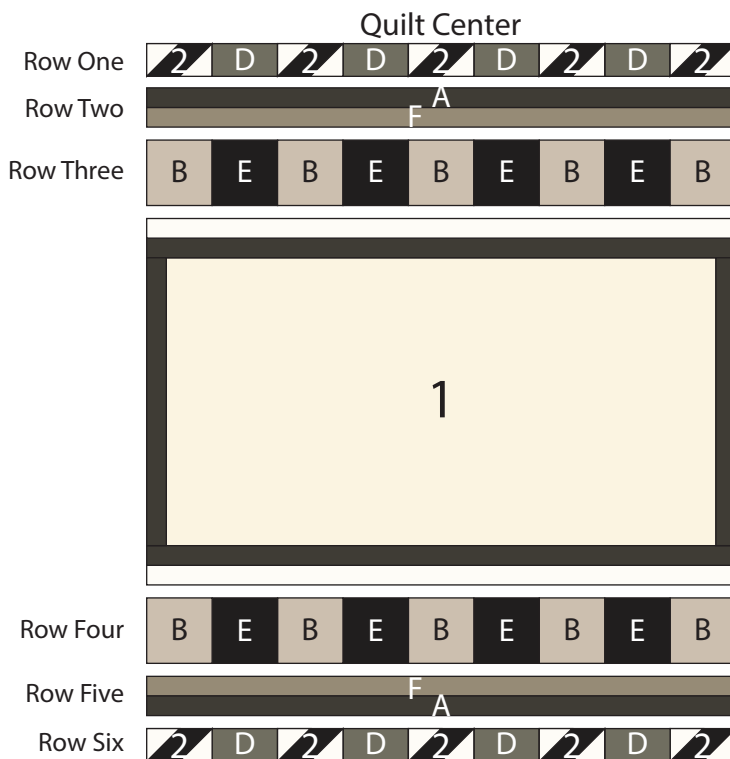 Quilt Center
Row One 2 D 2 D 2 D 2 D 2
Row Two A
F
Row Three B E B E B E B E B
1
Row Four B E B E B E B E B
Row Five F
A
Row Six 2 D 2 D 2 D 2 D 2